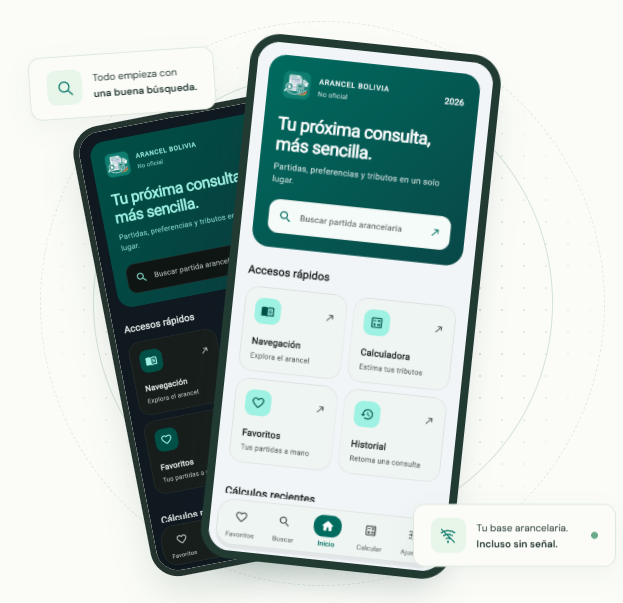 Todo empieza con
una buena búsqueda.
ARANCEL BOLIVIA
No oficial
Tu próxima consulta
más sencilla.
Partidas, preferencias y tributos en
lugar.
Buscar partida
Accesos rápidos
Navegación
Explora el arancel
Favoritos
Tus partidas a
ARANCEL BOLIVIA
No oficial
2026
Tu próxima consulta,
más sencilla.
Partidas, preferencias y tributos en un solo
lugar.
Buscar partida arancelaria
Accesos rápidos
Navegación
Explora el arancel
Calculadora
Estima tus tributos
Favoritos
Tus partidas a mano
Historial
Retoma una consulta
Cálculos recientes
Favoritos
Buscar
Inicio
Calcular
Favoritos
Tu base arancelaria.
Incluso sin señal.